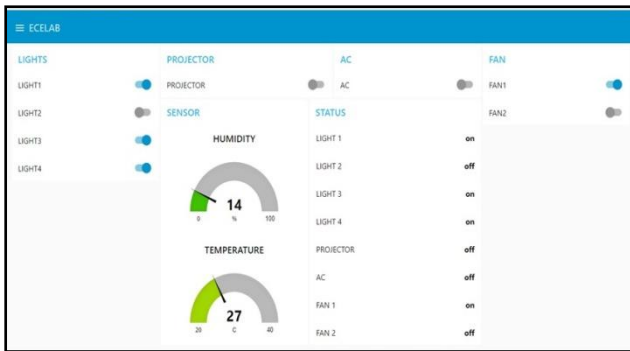 ≡ ECELAB
LIGHTS
LIGHT1
LIGHT2
LIGHT3
LIGHT4
PROJECTOR
PROJECTOR
AC
AC
FAN
FAN1
FAN2
SENSOR
HUMIDITY
14
0 % 100
TEMPERATURE
27
20 C 40
STATUS
LIGHT 1 on
LIGHT 2 off
LIGHT 3 on
LIGHT 4 on
PROJECTOR off
AC off
FAN 1 on
FAN 2 off